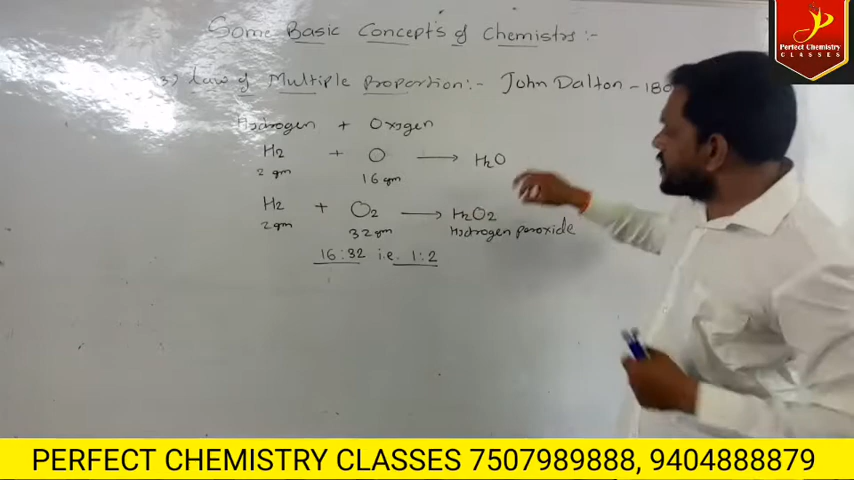 Some Basic Concepts of Chemistry :-
3) Law of Multiple Proportion :- John Dalton - 180
Hydrogen + Oxygen
H2 + O → H2O
2 gm 16 gm
H2 + O2 → H2O2
2 gm 32 gm Hydrogen peroxide
16:32 i.e. 1:2
Perfect Chemistry
CLASSES
PERFECT CHEMISTRY CLASSES 7507989888, 9404888879